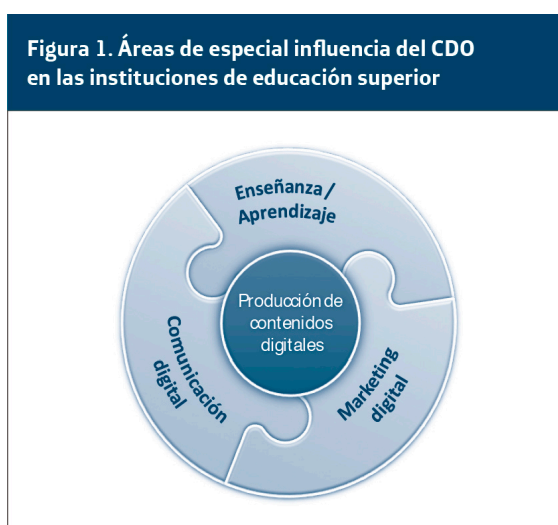 Figura 1. Áreas de especial influencia del CDO
en las instituciones de educación superior
Enseñanza /
Aprendizaje
Producción de
contenidos
digitales
Comunicación
digital
Marketing
digital